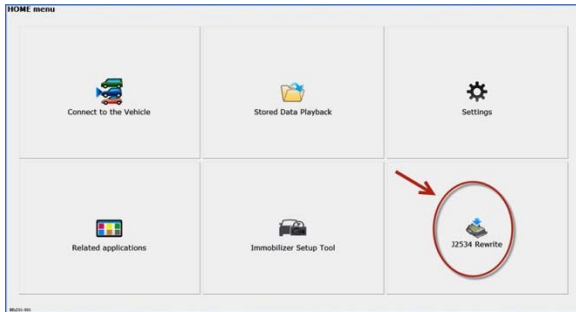 HOME menu
Connect to the Vehicle
Stored Data Playback
Settings
Related applications
Immobilizer Setup Tool
J2534 Rewrite